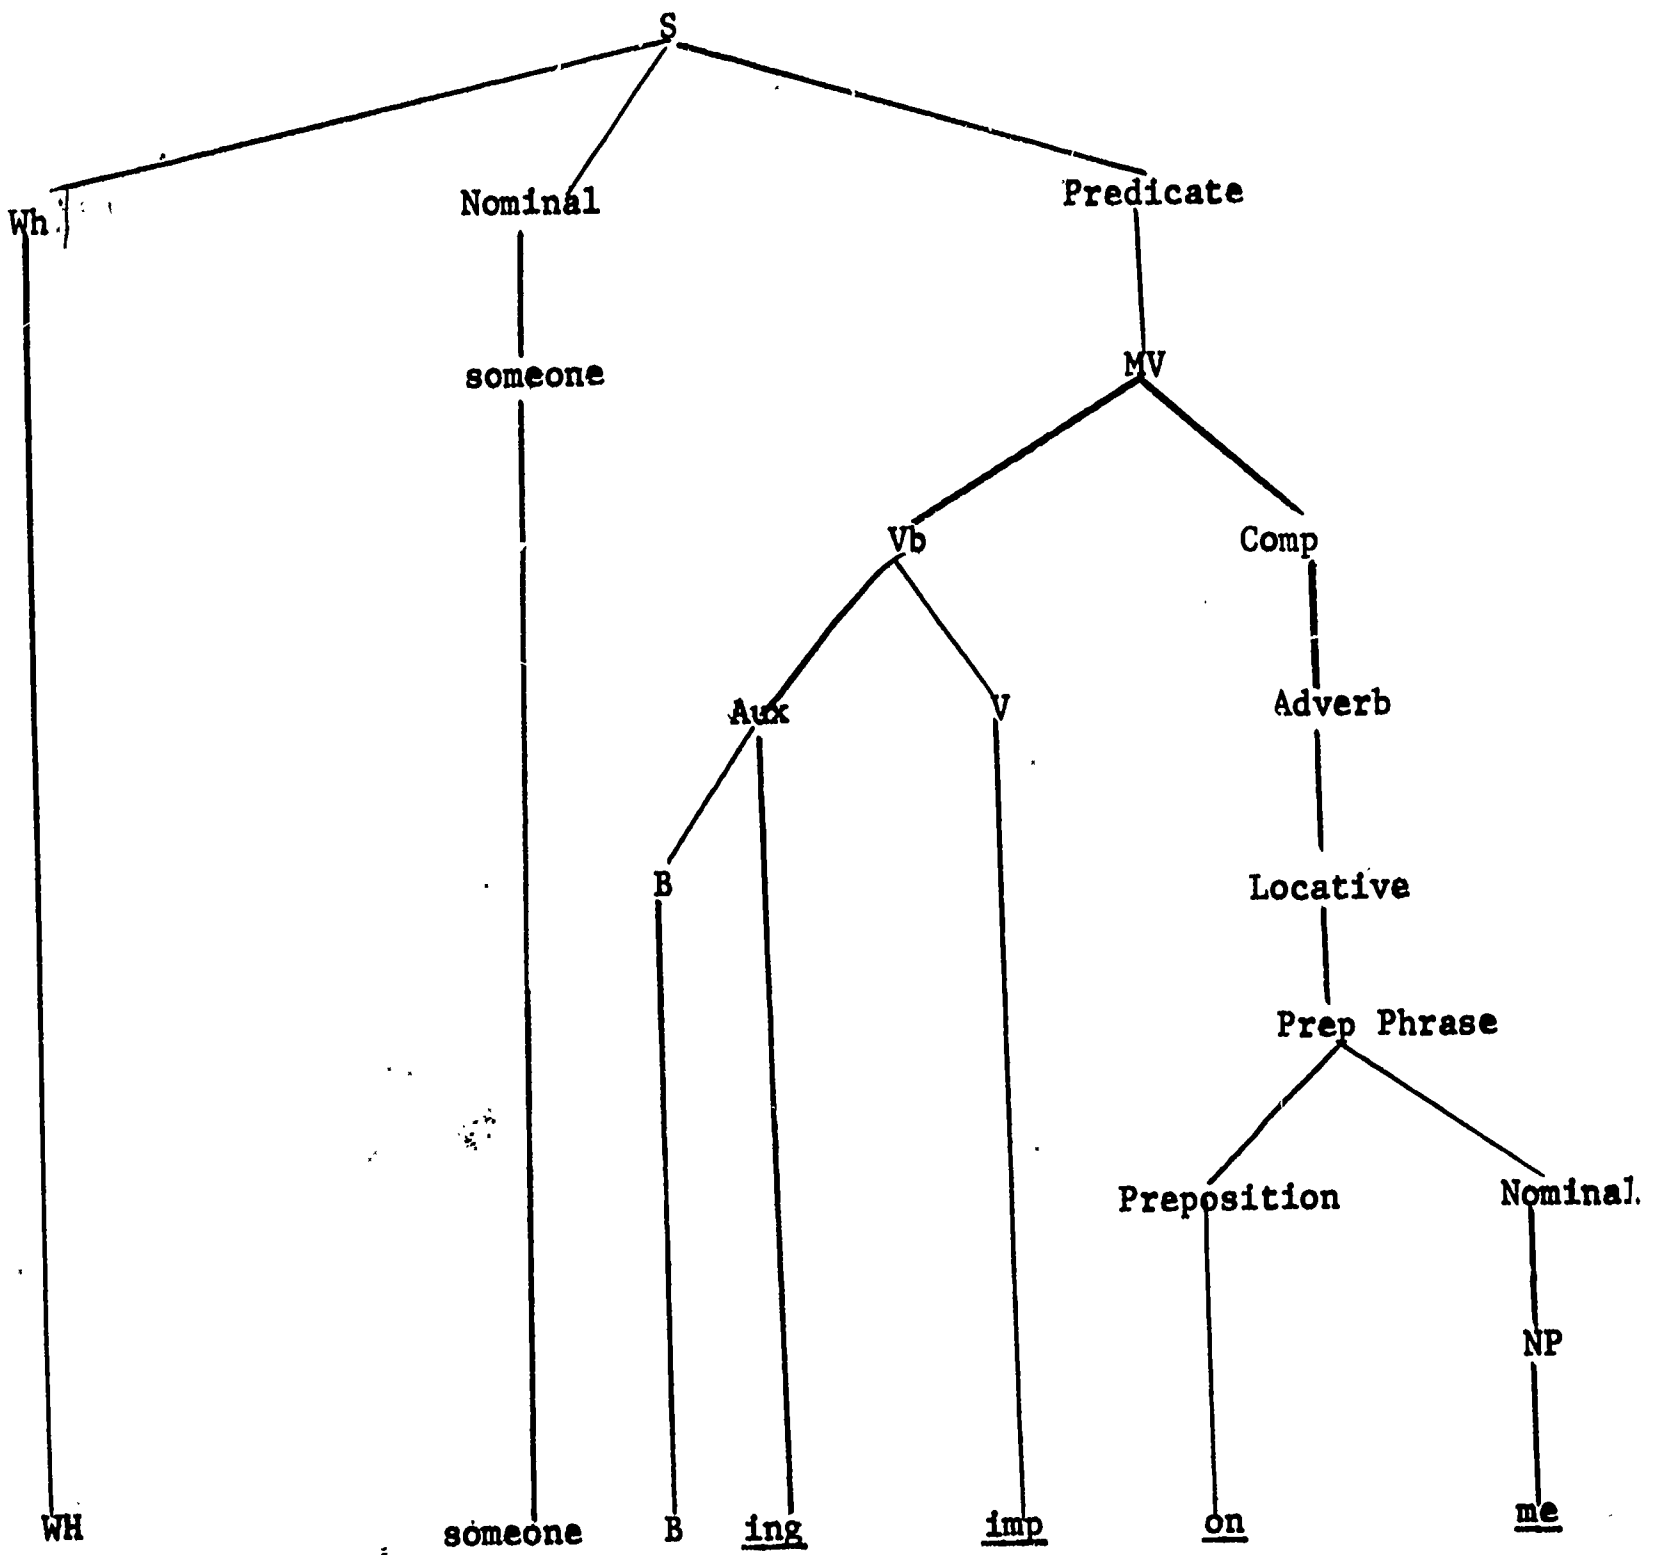 S
Wh Nominal Predicate
someone MV
Vb Comp
Aux V Adverb
B Locative
Prep Phrase
Preposition Nominal
NP
WH someone B ing imp on me